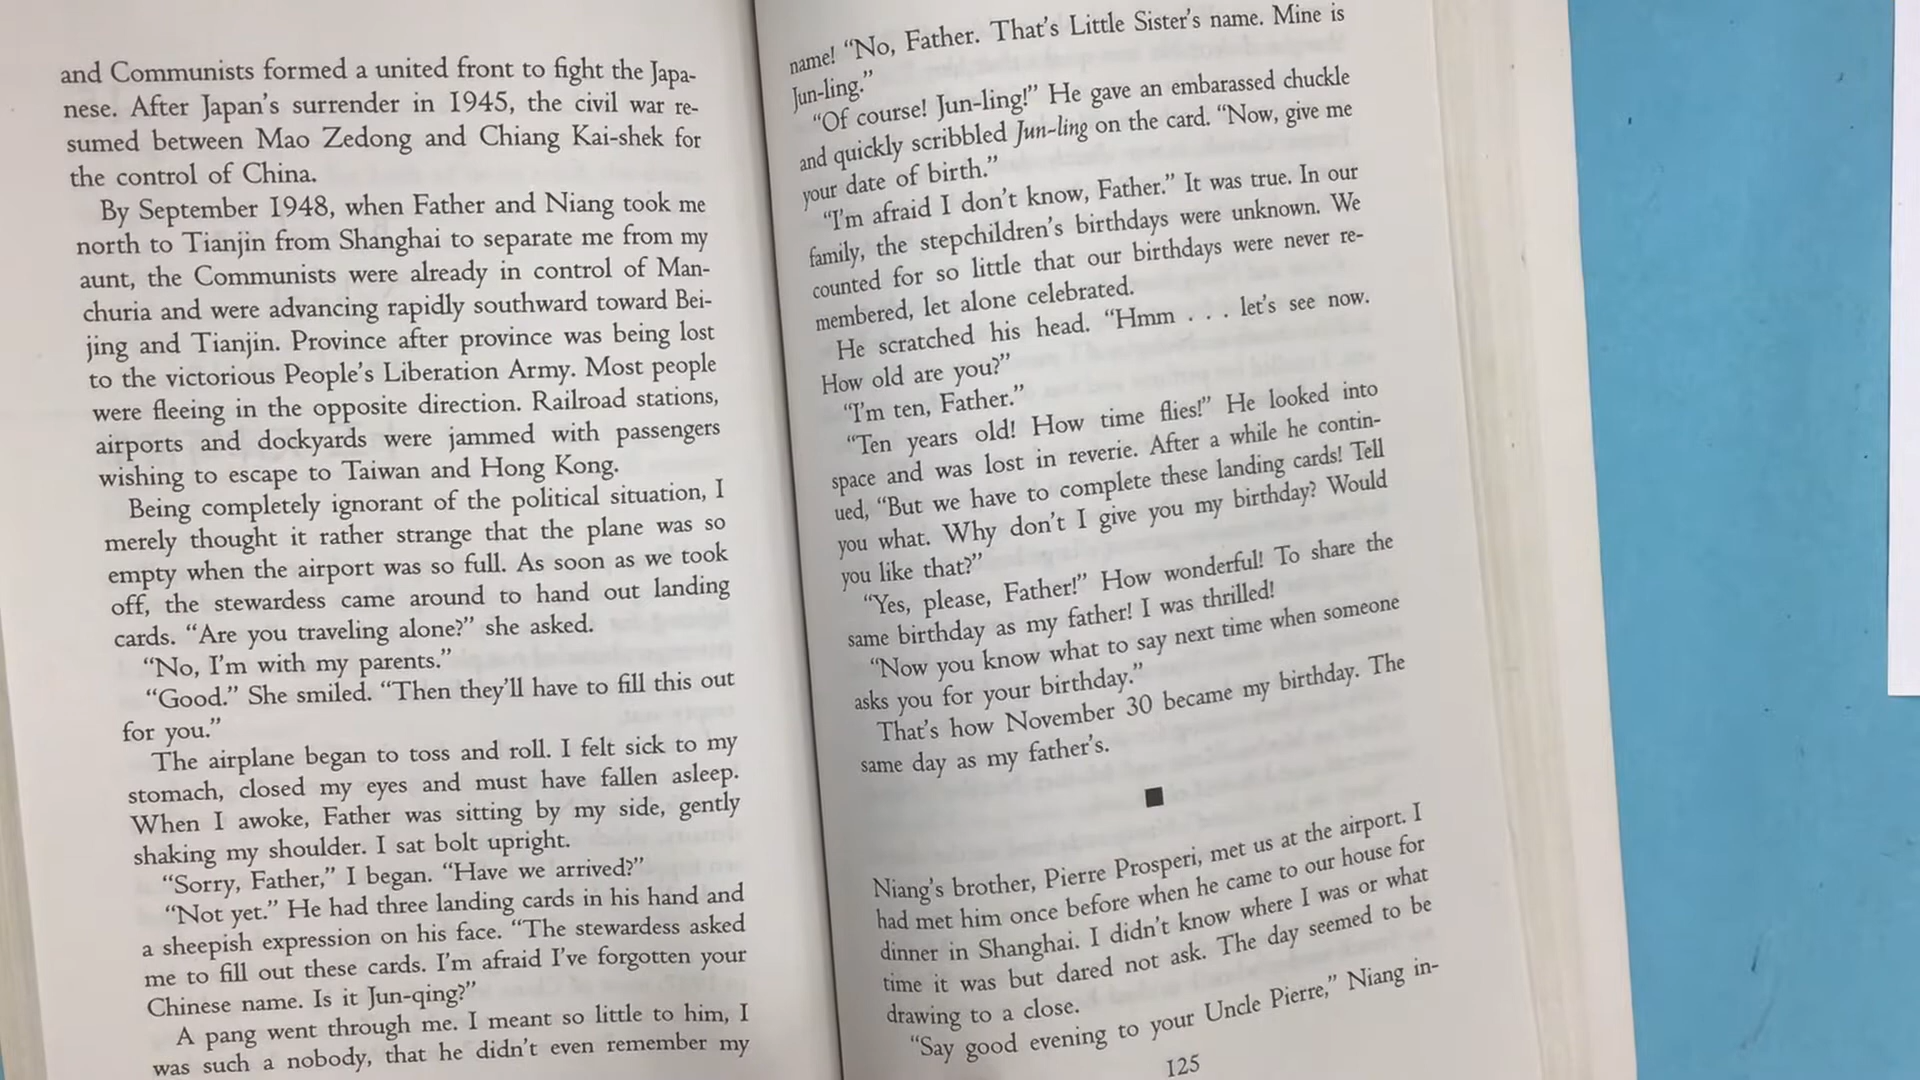 and Communists formed a united front to fight the Japa-
nese. After Japan's surrender in 1945, the civil war re-
sumed between Mao Zedong and Chiang Kai-shek for
the control of China.
By September 1948, when Father and Niang took me
north to Tianjin from Shanghai to separate me from my
aunt, the Communists were already in control of Man-
churia and were advancing rapidly southward toward Bei-
jing and Tianjin. Province after province was being lost
to the victorious People's Liberation Army. Most people
were fleeing in the opposite direction. Railroad stations,
airports and dockyards were jammed with passengers
wishing to escape to Taiwan and Hong Kong.
Being completely ignorant of the political situation, I
merely thought it rather strange that the plane was so
empty when the airport was so full. As soon as we took
off, the stewardess came around to hand out landing
cards. “Are you traveling alone?” she asked.
“No, I'm with my parents.”
“Good.” She smiled. “Then they'll have to fill this out
for you.”
The airplane began to toss and roll. I felt sick to my
stomach, closed my eyes and must have fallen asleep.
When I awoke, Father was sitting by my side, gently
shaking my shoulder. I sat bolt upright.
“Sorry, Father,” I began. “Have we arrived?”
“Not yet.” He had three landing cards in his hand and
a sheepish expression on his face. “The stewardess asked
me to fill out these cards. I'm afraid I've forgotten your
Chinese name. Is it Jun-qing?”
A pang went through me. I meant so little to him, I
was such a nobody, that he didn't even remember my
name! “No, Father. That's Little Sister's name. Mine is
Jun-ling.”
“Of course! Jun-ling!” He gave an embarassed chuckle
and quickly scribbled Jun-ling on the card. “Now, give me
your date of birth.”
“I'm afraid I don't know, Father.” It was true. In our
family, the stepchildren's birthdays were unknown. We
counted for so little that our birthdays were never re-
membered, let alone celebrated.
He scratched his head. “Hmm . . . let's see now.
How old are you?”
“I'm ten, Father.”
“Ten years old! How time flies!” He looked into
space and was lost in reverie. After a while he contin-
ued, “But we have to complete these landing cards! Tell
you what. Why don't I give you my birthday? Would
you like that?”
“Yes, please, Father!” How wonderful! To share the
same birthday as my father! I was thrilled!
“Now you know what to say next time when someone
asks you for your birthday.”
That's how November 30 became my birthday. The
same day as my father's.
Niang's brother, Pierre Prosperi, met us at the airport. I
had met him once before when he came to our house for
dinner in Shanghai. I didn't know where I was or what
time it was but dared not ask. The day seemed to be
drawing to a close.
“Say good evening to your Uncle Pierre,” Niang in-
125